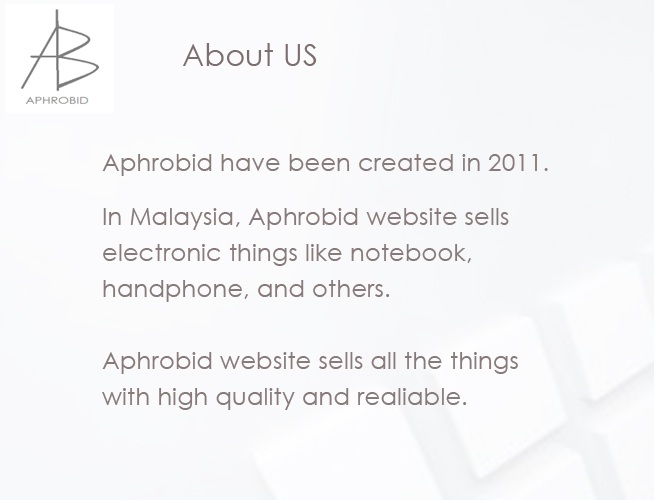 AB
APHROBID
About US
Aphrobid have been created in 2011.
In Malaysia, Aphrobid website sells
electronic things like notebook,
handphone, and others.
Aphrobid website sells all the things
with high quality and realiable.